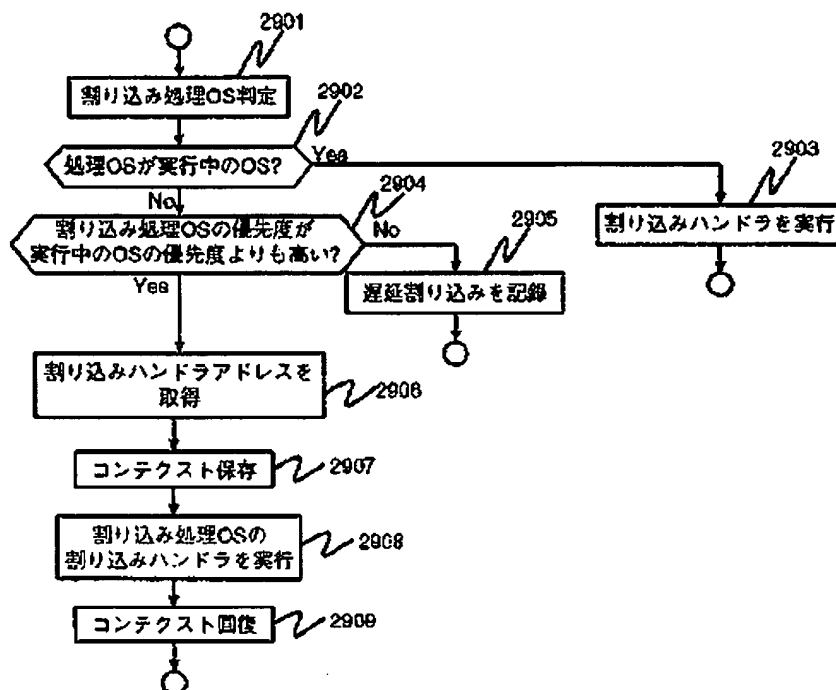 2901
割り込み処理OS判定
2902
処理OSが実行中のOS?
Yes
2903
割り込みハンドラを実行
No
2904
割り込み処理OSの優先度が
実行中のOSの優先度よりも高い?
No
2905
遅延割り込みを記録
Yes
割り込みハンドラアドレスを
取得
2906
コンテクスト保存
2907
割り込み処理OSの
割り込みハンドラを実行
2908
コンテクスト回復
2909